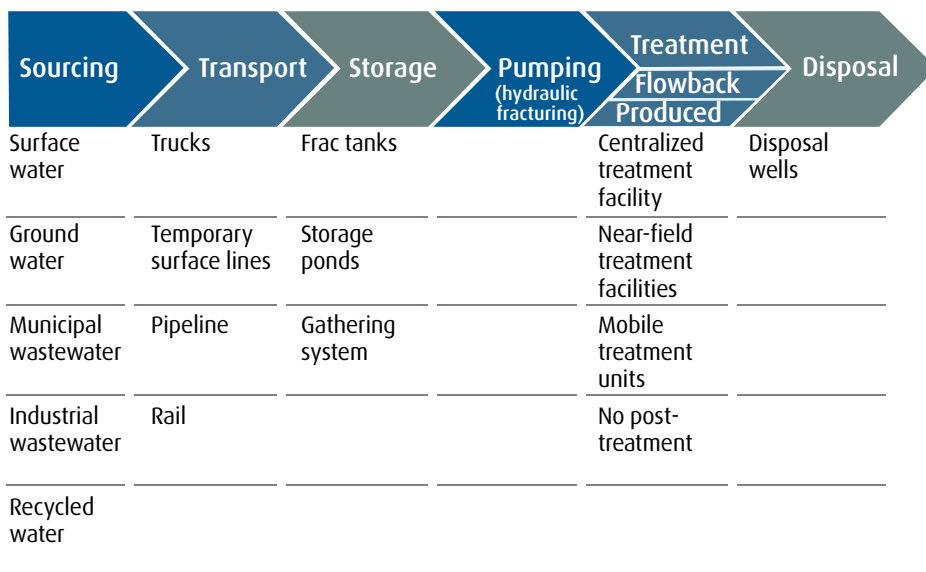 Sourcing
Transport
Storage
Pumping
(hydraulic
fracturing)
Treatment
Flowback
Produced
Disposal
Surface
water
Trucks
Frac tanks
Centralized
treatment
facility
Disposal
wells
Ground
water
Temporary
surface lines
Storage
ponds
Near-field
treatment
facilities
Municipal
wastewater
Pipeline
Gathering
system
Mobile
treatment
units
Industrial
wastewater
Rail
No post-
treatment
Recycled
water